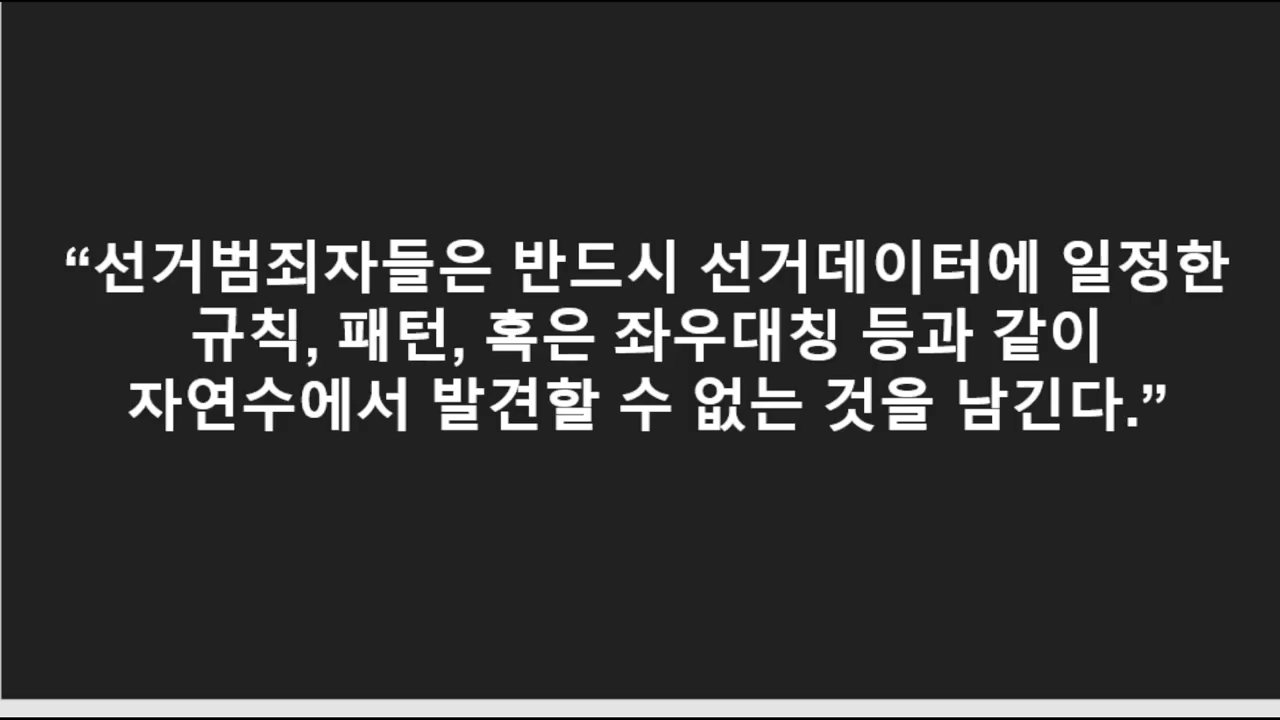 “선거범죄자들은 반드시 선거데이터에 일정한
규칙, 패턴, 혹은 좌우대칭 등과 같이
자연수에서 발견할 수 없는 것을 남긴다.”